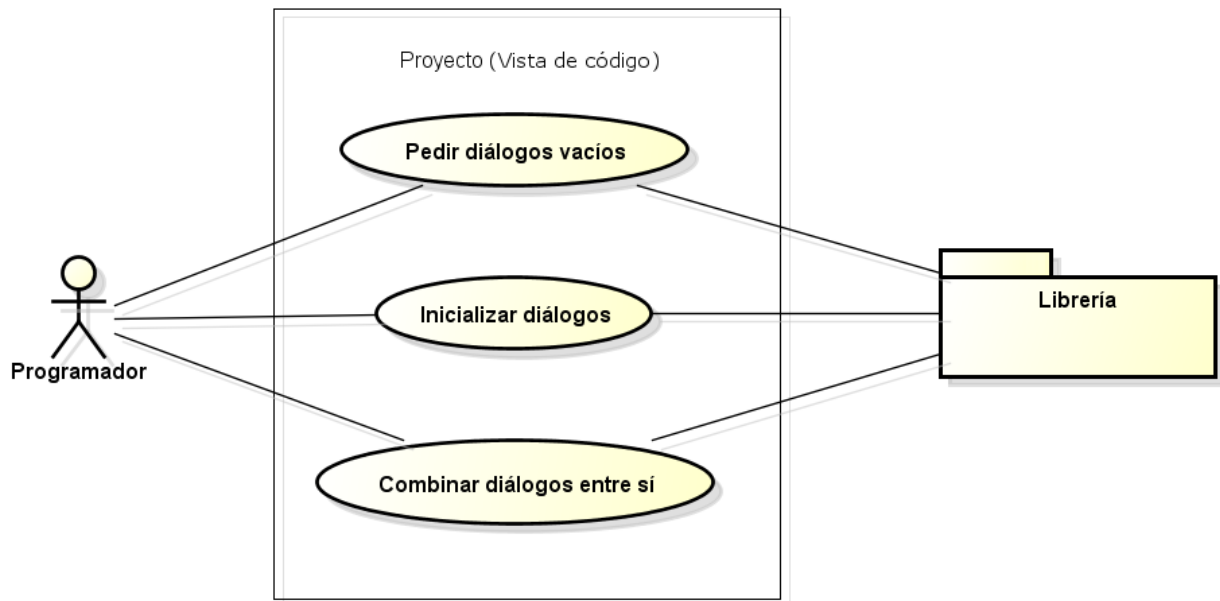 Proyecto (Vista de código)
Pedir diálogos vacíos
Inicializar diálogos
Librería
Programador
Combinar diálogos entre sí